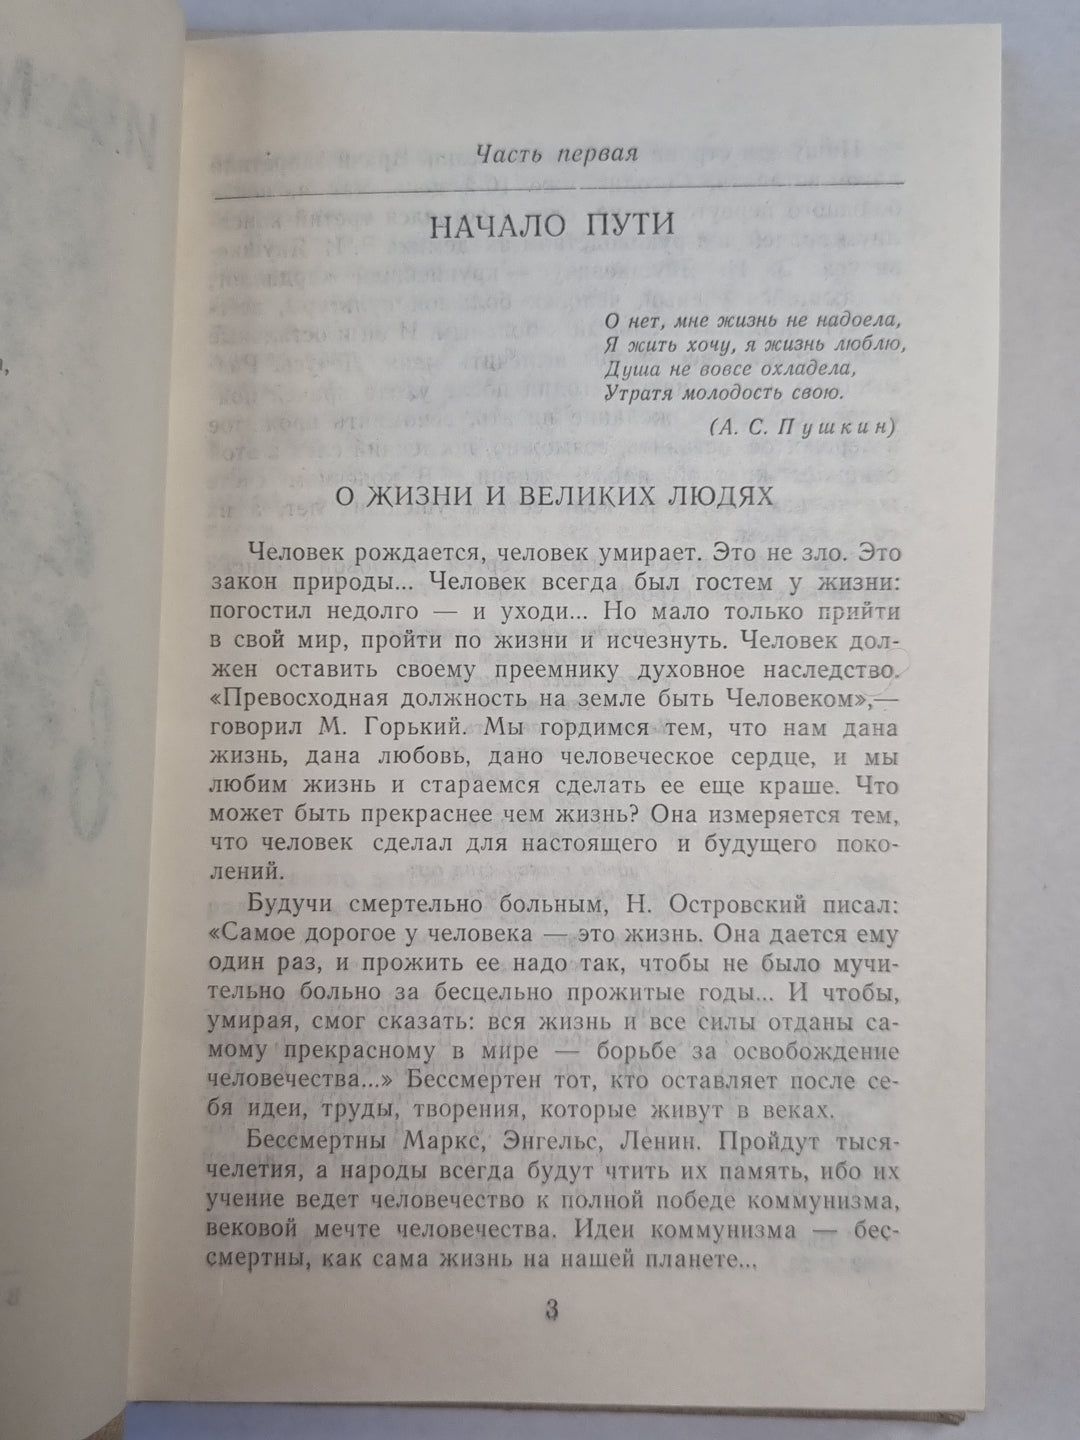 Часть первая
НАЧАЛО ПУТИ
О нет, мне жизнь не надоела,
Я жить хочу, я жизнь люблю,
Душа не вовсе охладела,
Утратя молодость свою.
(А. С. Пушкин)
О ЖИЗНИ И ВЕЛИКИХ ЛЮДЯХ
Человек рождается, человек умирает. Это не зло. Это
закон природы... Человек всегда был гостем у жизни:
погостил недолго — и уходи... Но мало только прийти
в свой мир, пройти по жизни и исчезнуть. Человек дол-
жен оставить своему преемнику духовное наследство.
«Превосходная должность на земле быть Человеком»,—
говорил М. Горький. Мы гордимся тем, что нам дана
жизнь, дана любовь, дано человеческое сердце, и мы
любим жизнь и стараемся сделать ее еще краше. Что
может быть прекраснее чем жизнь? Она измеряется тем,
что человек сделал для настоящего и будущего поко-
лений.
Будучи смертельно больным, Н. Островский писал:
«Самое дорогое у человека — это жизнь. Она дается ему
один раз, и прожить ее надо так, чтобы не было мучи-
тельно больно за бесцельно прожитые годы... И чтобы,
умирая, смог сказать: вся жизнь и все силы отданы са-
мому прекрасному в мире — борьбе за освобождение
человечества...» Бессмертен тот, кто оставляет после се-
бя идеи, труды, творения, которые живут в веках.
Бессмертны Маркс, Энгельс, Ленин. Пройдут тыся-
челетия, а народы всегда будут чтить их память, ибо их
учение ведет человечество к полной победе коммунизма,
вековой мечте человечества. Идеи коммунизма — бес-
смертны, как сама жизнь на нашей планете...
3